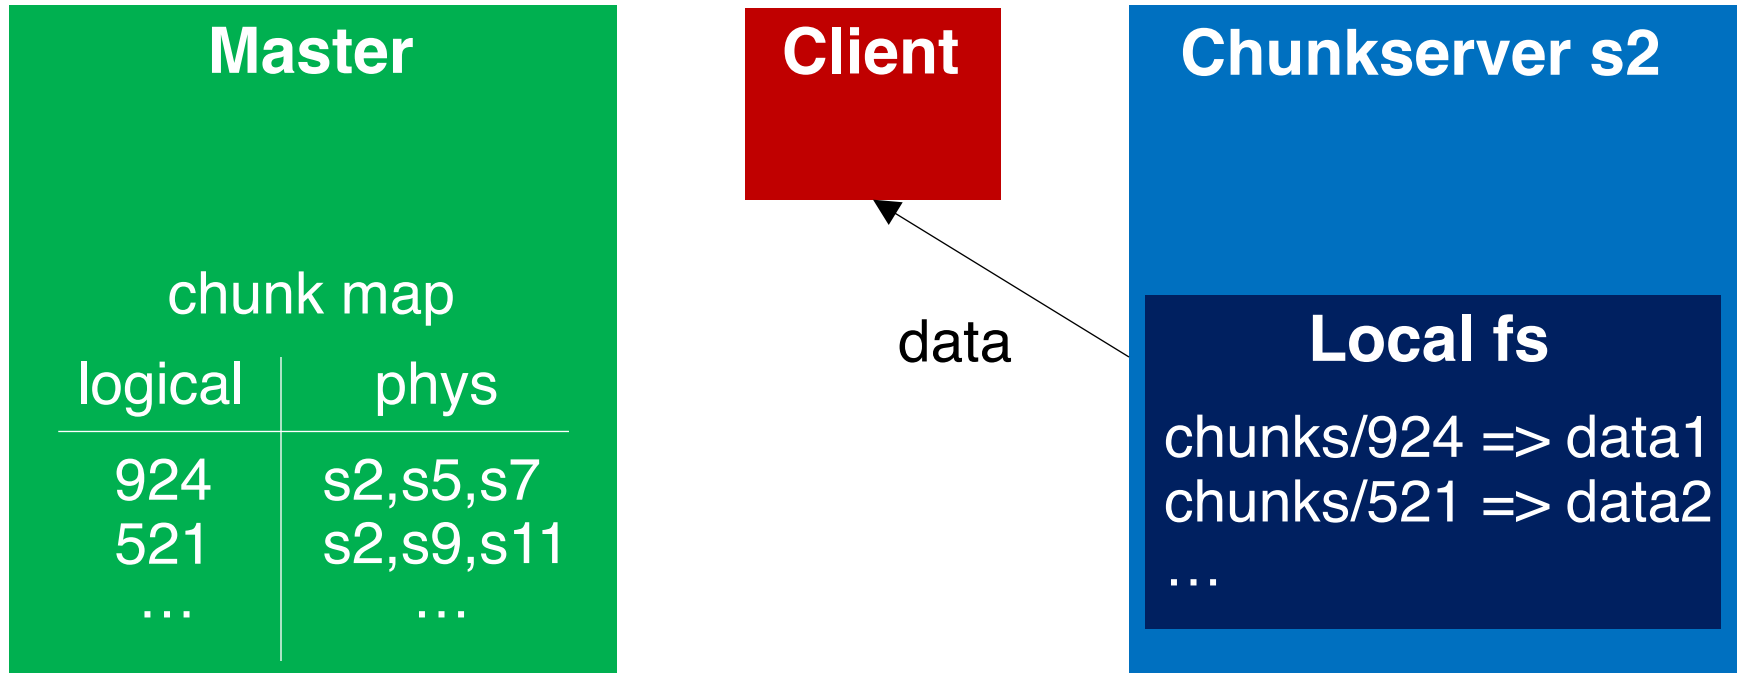 Master
chunk map
logical phys
924 s2,s5,s7
521 s2,s9,s11
… …
Client
data
Chunkserver s2
Local fs
chunks/924 => data1
chunks/521 => data2
…